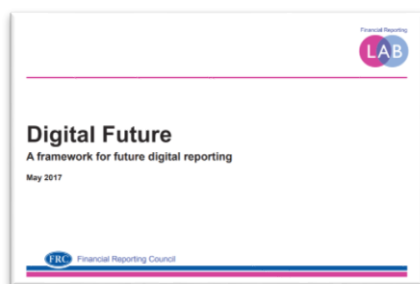 Financial Reporting
LAB
Digital Future
A framework for future digital reporting
May 2017
FRC Financial Reporting Council